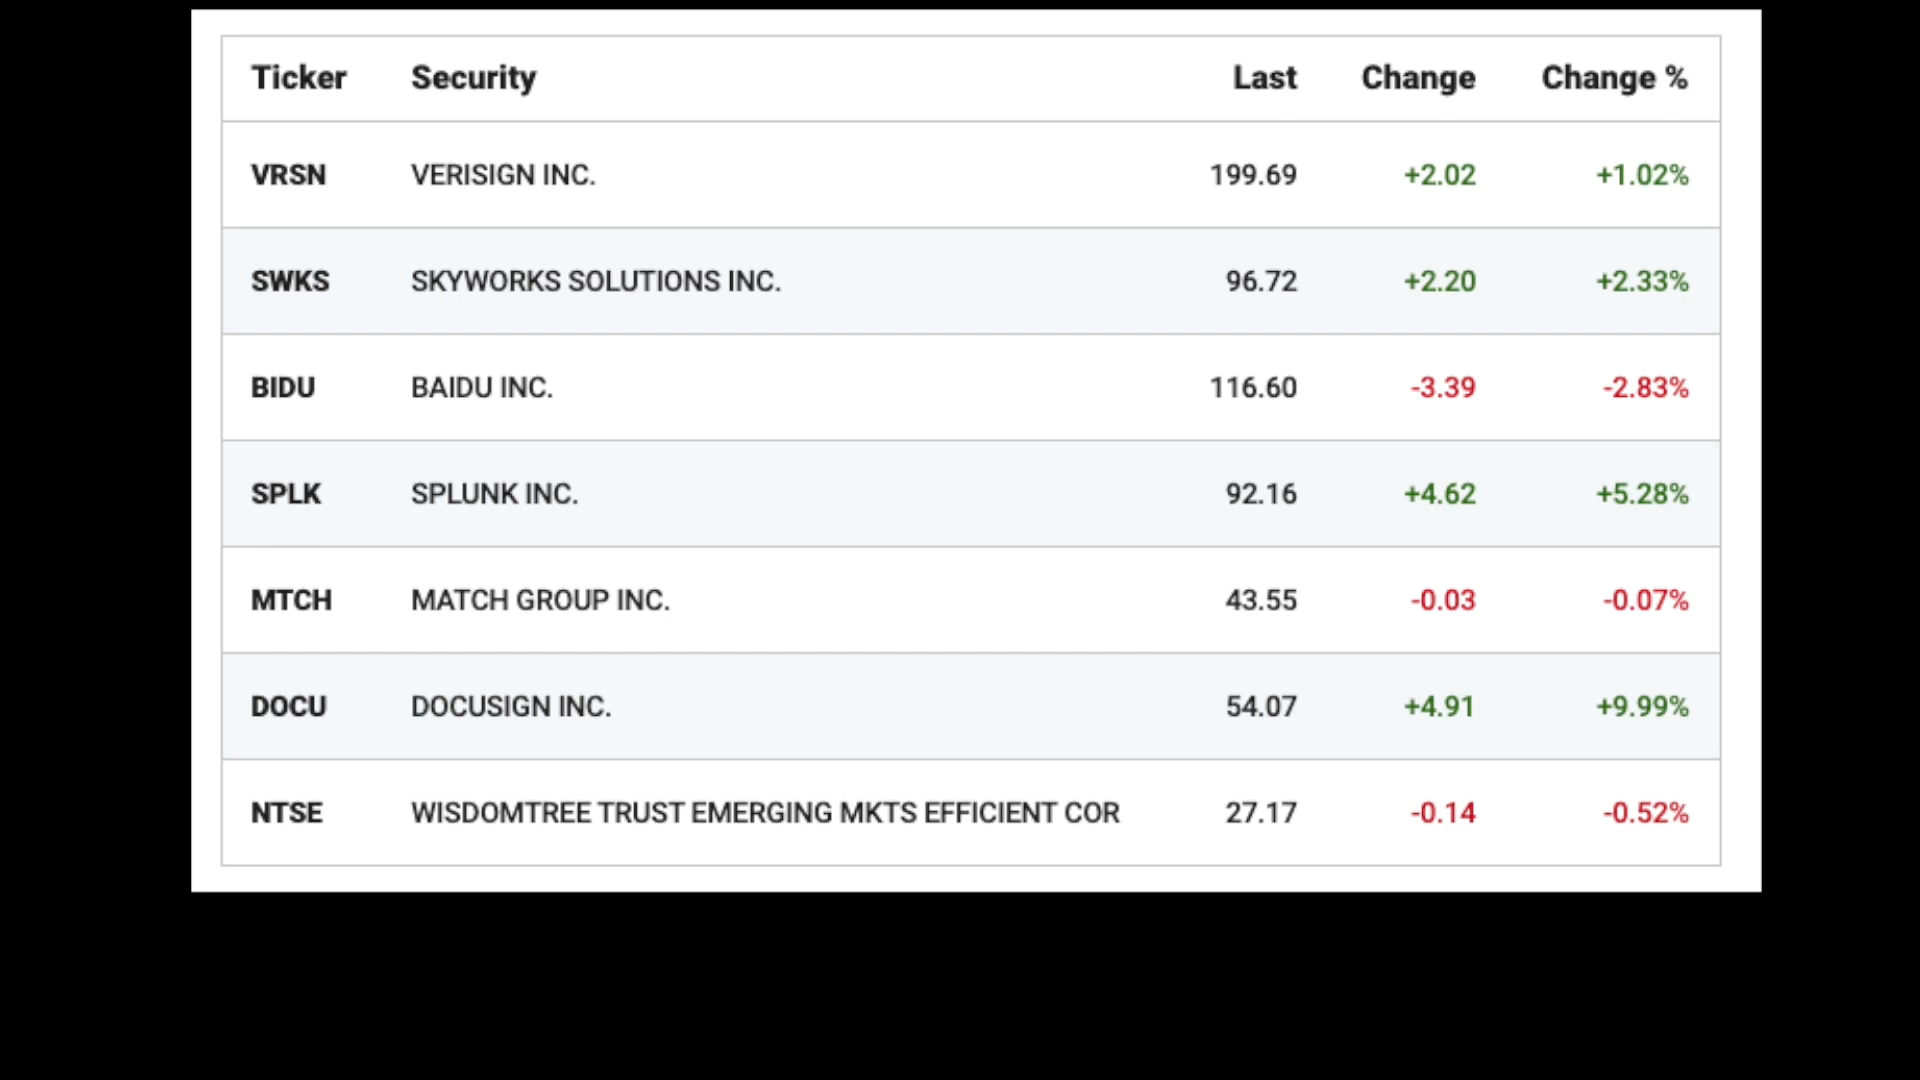 Ticker Security Last Change Change %
VRSN VERISIGN INC. 199.69 +2.02 +1.02%
SWKS SKYWORKS SOLUTIONS INC. 96.72 +2.20 +2.33%
BIDU BAIDU INC. 116.60 -3.39 -2.83%
SPLK SPLUNK INC. 92.16 +4.62 +5.28%
MTCH MATCH GROUP INC. 43.55 -0.03 -0.07%
DOCU DOCUSIGN INC. 54.07 +4.91 +9.99%
NTSE WISDOMTREE TRUST EMERGING MKTS EFFICIENT COR 27.17 -0.14 -0.52%